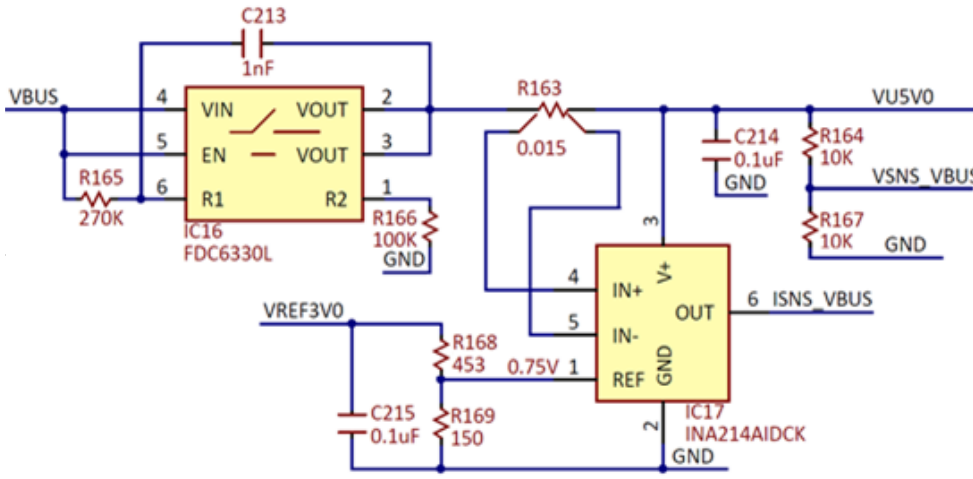 C213
1nF
VBUS
4
VIN
VOUT
2
5
EN
VOUT
3
R165
270K
6
R1
R2
1
IC16
FDC6330L
R166
100K
GND
R163
0.015
VU5V0
C214
0.1uF
GND
R164
10K
VSNS_VBUS
R167
10K
GND
3
V+
4
IN+
5
IN-
OUT
6
ISNS_VBUS
VREF3V0
R168
453
0.75V
1
REF
GND
IC17
INA214AIDCK
2
C215
0.1uF
R169
150
GND